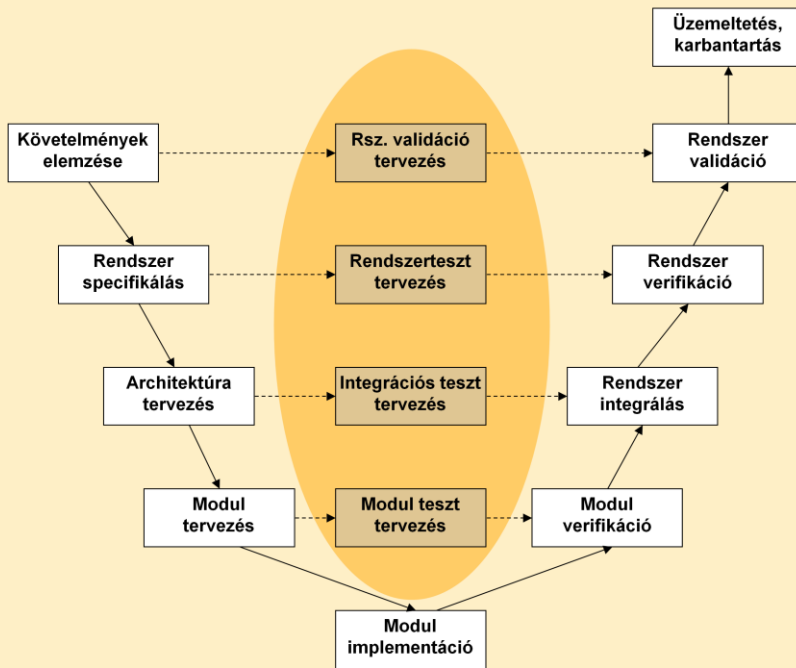 Üzemeltetés,
karbantartás
Követelmények
elemzése
Rsz. validáció
tervezés
Rendszer
validáció
Rendszer
specifikálás
Rendszerteszt
tervezés
Rendszer
verifikáció
Architektúra
tervezés
Integrációs teszt
tervezés
Rendszer
integrálás
Modul
tervezés
Modul teszt
tervezés
Modul
verifikáció
Modul
implementáció